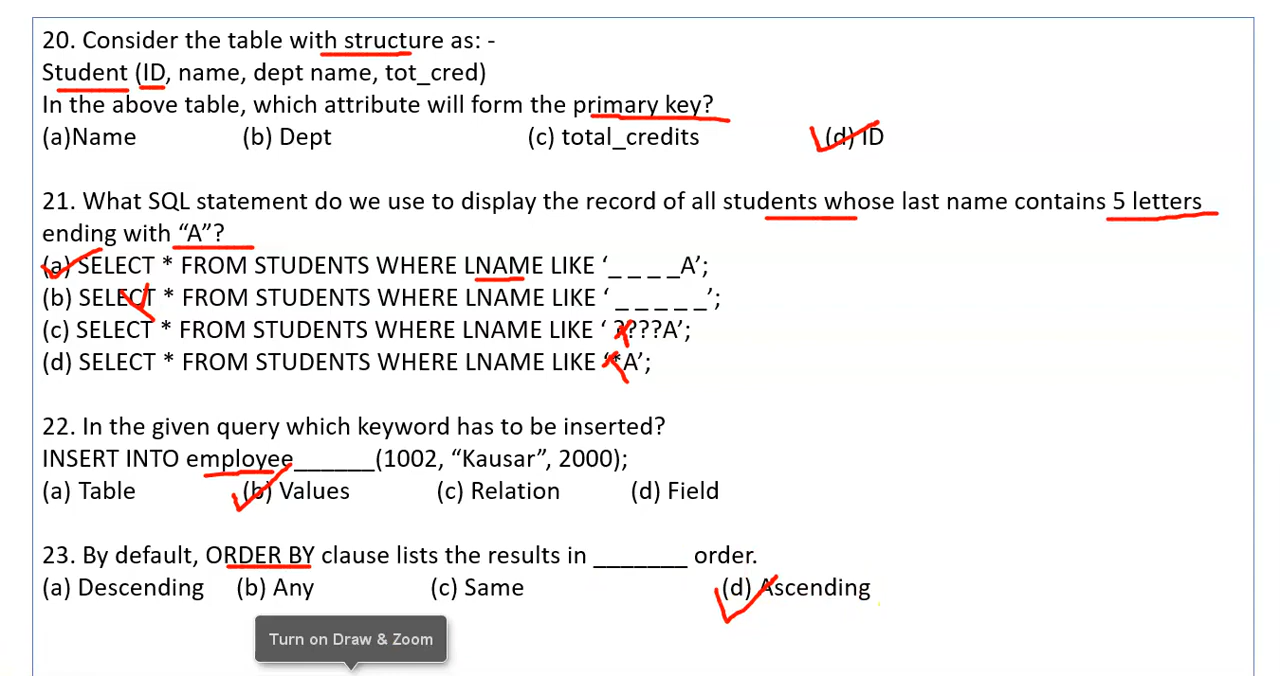 20. Consider the table with structure as: -
Student (ID, name, dept name, tot_cred)
In the above table, which attribute will form the primary key?
(a)Name (b) Dept (c) total_credits (d) ID
21. What SQL statement do we use to display the record of all students whose last name contains 5 letters
ending with “A”?
(a) SELECT * FROM STUDENTS WHERE LNAME LIKE ‘_ _ _ _A’;
(b) SELECT * FROM STUDENTS WHERE LNAME LIKE ‘ _ _ _ _ _’;
(c) SELECT * FROM STUDENTS WHERE LNAME LIKE ‘ ????A’;
(d) SELECT * FROM STUDENTS WHERE LNAME LIKE ‘*A’;
22. In the given query which keyword has to be inserted?
INSERT INTO employee______(1002, “Kausar”, 2000);
(a) Table (b) Values (c) Relation (d) Field
23. By default, ORDER BY clause lists the results in _______ order.
(a) Descending (b) Any (c) Same (d) Ascending
Turn on Draw & Zoom